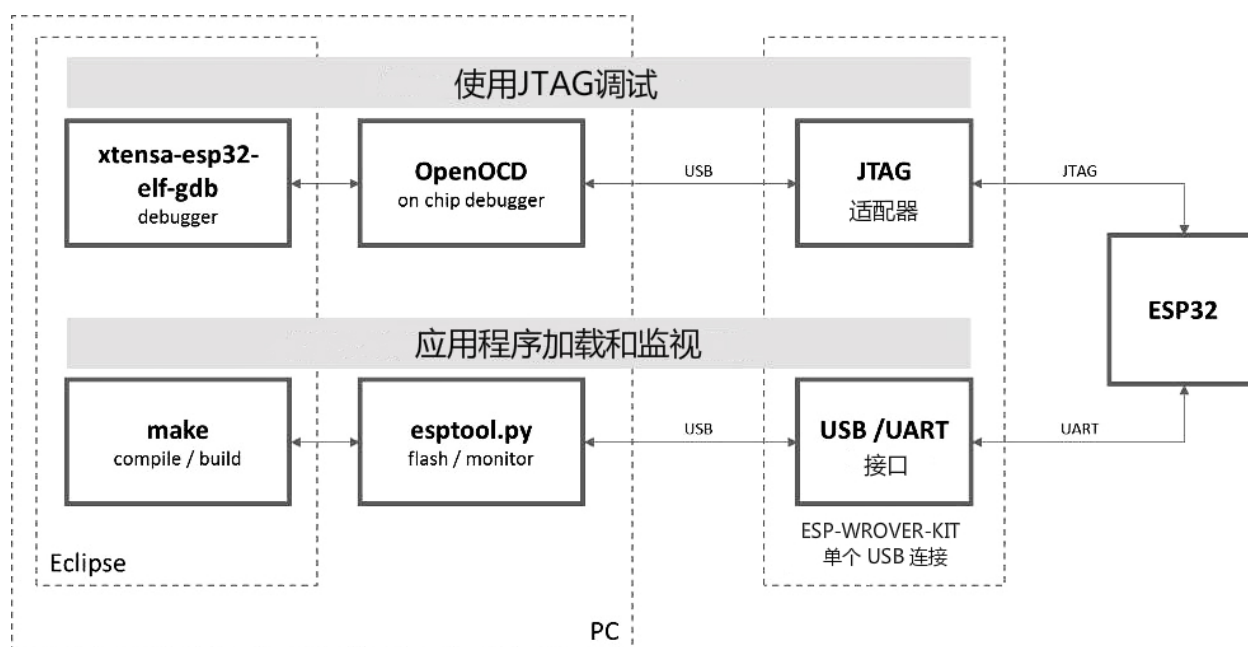 使用JTAG调试
xtensa-esp32-
elf-gdb
debugger
OpenOCD
on chip debugger
USB
JTAG
适配器
JTAG
ESP32
应用程序加载和监视
make
compile / build
esptool.py
flash / monitor
USB
USB /UART
接口
UART
ESP-WROVER-KIT
单个 USB 连接
Eclipse
PC